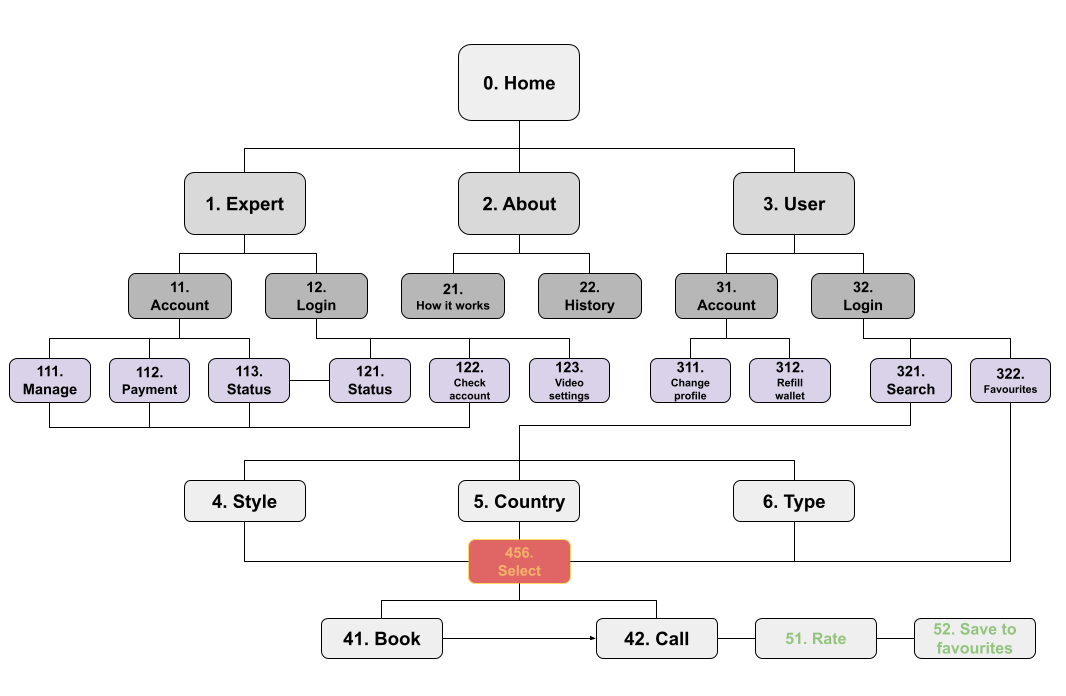 0. Home
1. Expert
2. About
3. User
11.
Account
12.
Login
21.
How it works
22.
History
31.
Account
32.
Login
111.
Manage
112.
Payment
113.
Status
121.
Status
122.
Check
account
123.
Video
settings
311.
Change
profile
312.
Refill
wallet
321.
Search
322.
Favourites
4. Style
5. Country
6. Type
456.
Select
41. Book
42. Call
51. Rate
52. Save to
favourites